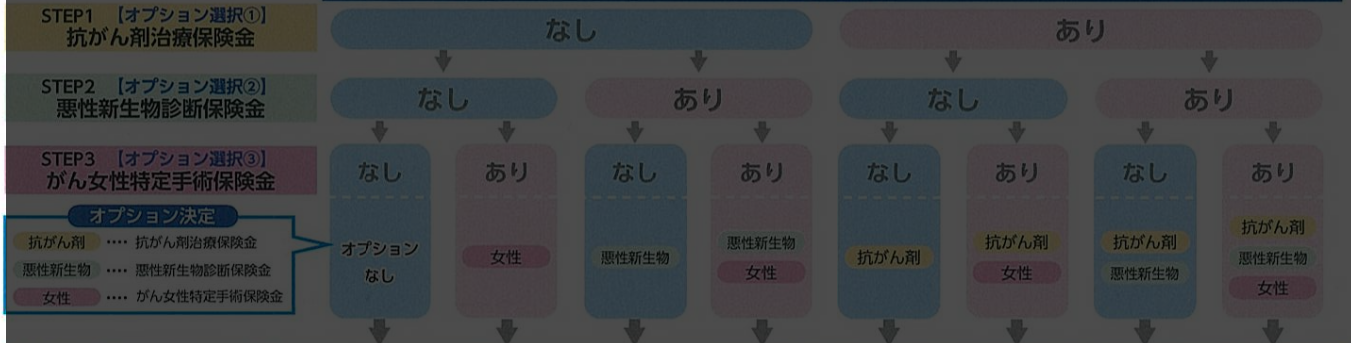 STEP1 【オプション選択①】
抗がん剤治療保険金
なし
あり
STEP2 【オプション選択②】
悪性新生物診断保険金
なし
あり
なし
あり
STEP3 【オプション選択③】
がん女性特定手術保険金
なし
あり
なし
あり
なし
あり
なし
あり
オプション決定
抗がん剤 ・・・・ 抗がん剤治療保険金
悪性新生物 ・・・・ 悪性新生物診断保険金
女性 ・・・・ がん女性特定手術保険金
オプション
なし
女性
悪性新生物
悪性新生物
女性
抗がん剤
抗がん剤
女性
抗がん剤
悪性新生物
抗がん剤
悪性新生物
女性